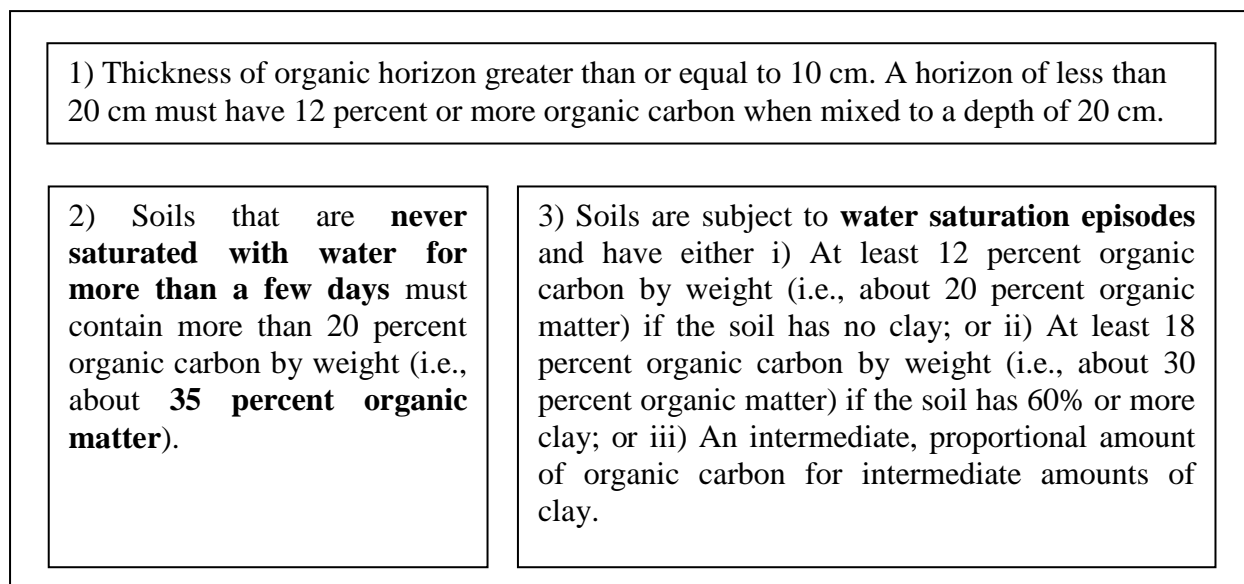 1) Thickness of organic horizon greater than or equal to 10 cm. A horizon of less than
20 cm must have 12 percent or more organic carbon when mixed to a depth of 20 cm.
2) Soils that are never
saturated with water for
more than a few days must
contain more than 20 percent
organic carbon by weight (i.e.,
about 35 percent organic
matter).
3) Soils are subject to water saturation episodes
and have either i) At least 12 percent organic
carbon by weight (i.e., about 20 percent organic
matter) if the soil has no clay; or ii) At least 18
percent organic carbon by weight (i.e., about 30
percent organic matter) if the soil has 60% or more
clay; or iii) An intermediate, proportional amount
of organic carbon for intermediate amounts of
clay.